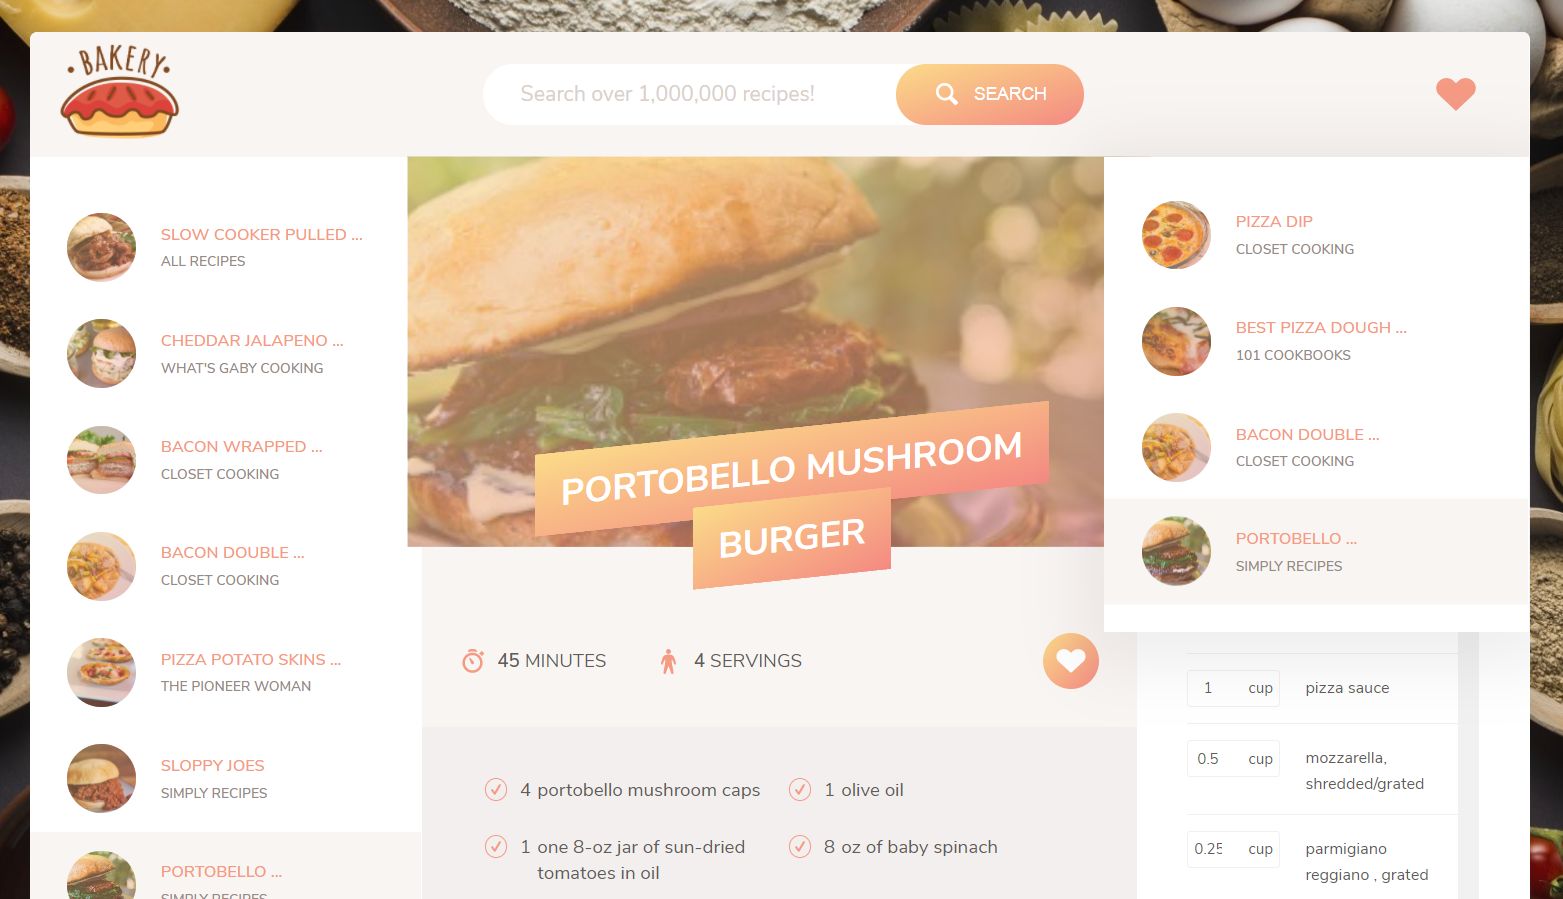 • BAKERY •
Search over 1,000,000 recipes!
SEARCH
SLOW COOKER PULLED ...
ALL RECIPES
CHEDDAR JALAPENO ...
WHAT'S GABY COOKING
BACON WRAPPED ...
CLOSET COOKING
BACON DOUBLE ...
CLOSET COOKING
PIZZA POTATO SKINS ...
THE PIONEER WOMAN
SLOPPY JOES
SIMPLY RECIPES
PORTOBELLO ...
SIMPLY RECIPES
PORTOBELLO MUSHROOM
BURGER
45 MINUTES
4 SERVINGS
4 portobello mushroom caps
1 olive oil
1 one 8-oz jar of sun-dried
tomatoes in oil
8 oz of baby spinach
PIZZA DIP
CLOSET COOKING
BEST PIZZA DOUGH ...
101 COOKBOOKS
BACON DOUBLE ...
CLOSET COOKING
PORTOBELLO ...
SIMPLY RECIPES
1 cup pizza sauce
0.5 cup mozzarella,
shredded/grated
0.25 cup parmigiano
reggiano , grated